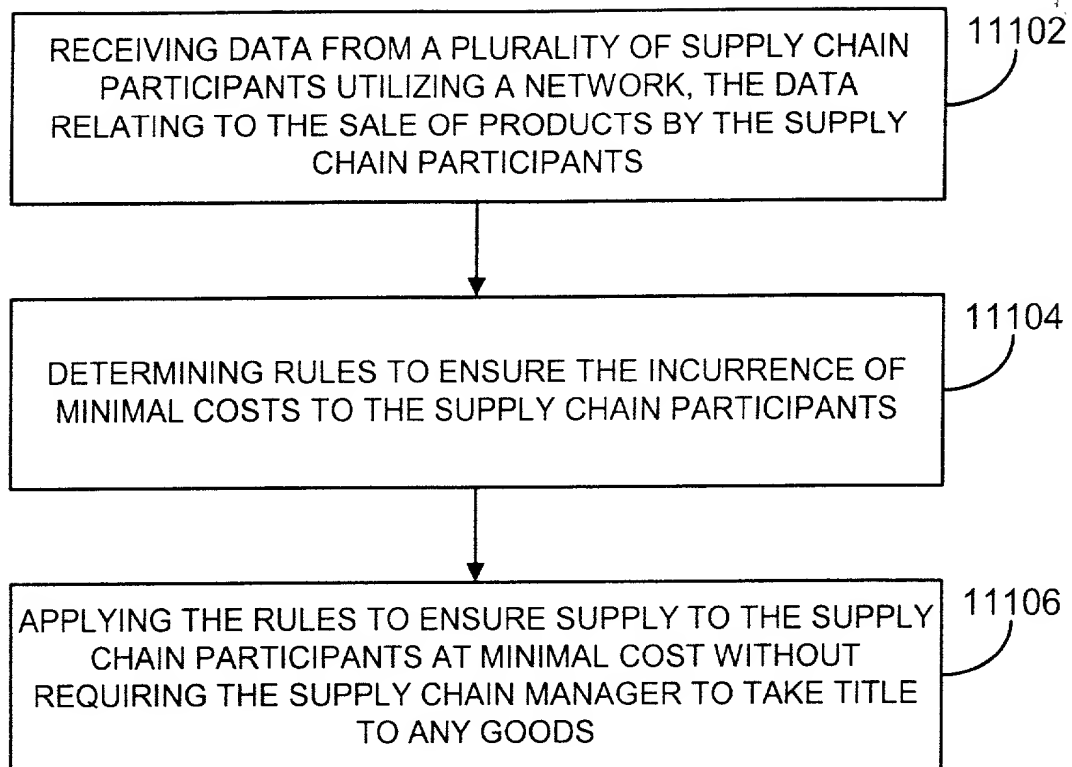 RECEIVING DATA FROM A PLURALITY OF SUPPLY CHAIN
PARTICIPANTS UTILIZING A NETWORK, THE DATA
RELATING TO THE SALE OF PRODUCTS BY THE SUPPLY
CHAIN PARTICIPANTS
11102
DETERMINING RULES TO ENSURE THE INCURRENCE OF
MINIMAL COSTS TO THE SUPPLY CHAIN PARTICIPANTS
11104
APPLYING THE RULES TO ENSURE SUPPLY TO THE SUPPLY
CHAIN PARTICIPANTS AT MINIMAL COST WITHOUT
REQUIRING THE SUPPLY CHAIN MANAGER TO TAKE TITLE
TO ANY GOODS
11106